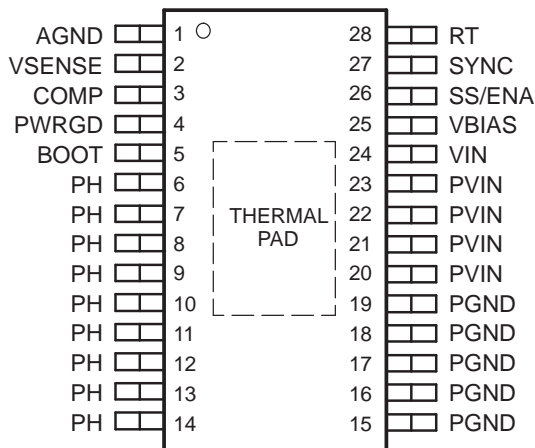 AGND 1 28 RT
VSENSE 2 27 SYNC
COMP 3 26 SS/ENA
PWRGD 4 25 VBIAS
BOOT 5 24 VIN
PH 6 23 PVIN
PH 7 22 PVIN
PH 8 21 PVIN
PH 9 20 PVIN
PH 10 19 PGND
PH 11 18 PGND
PH 12 17 PGND
PH 13 16 PGND
PH 14 15 PGND
THERMAL
PAD